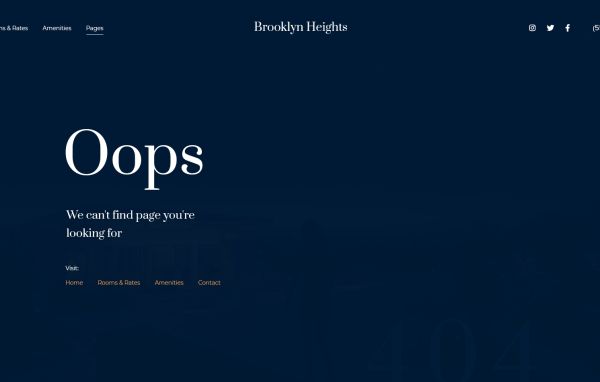 & Rates Amenities Pages Brooklyn Heights
Oops
We can't find page you're
looking for
Visit:
Home Rooms & Rates Amenities Contact
404